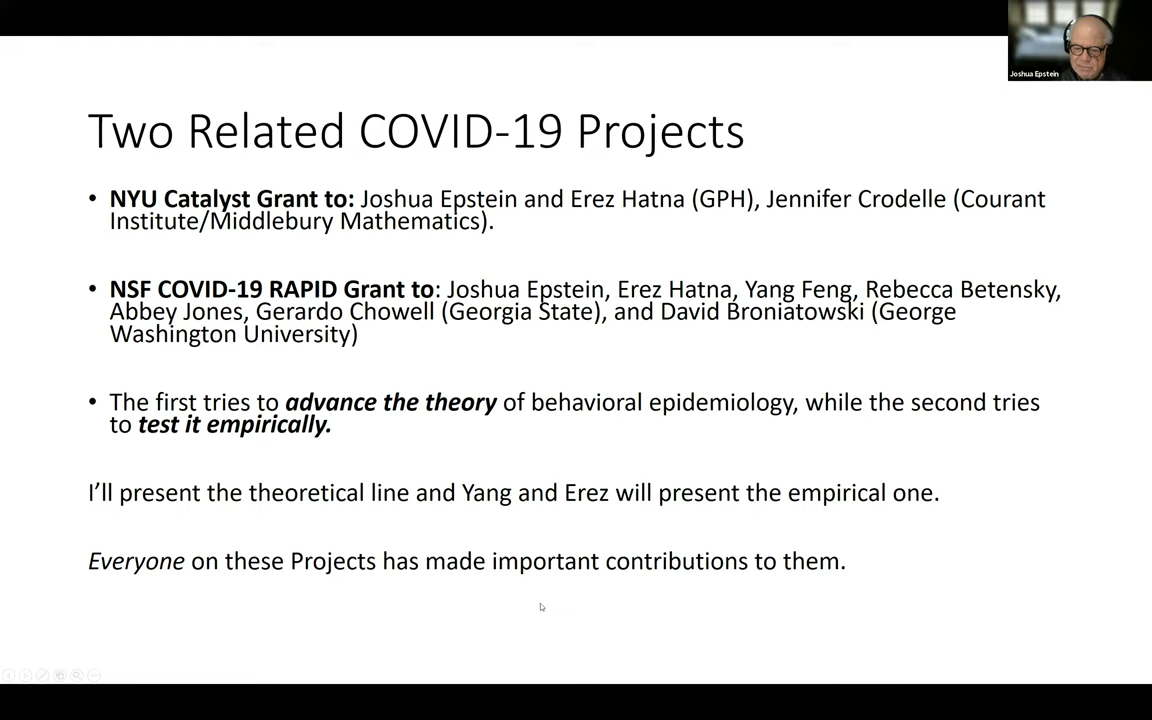 Joshua Epstein
Two Related COVID-19 Projects
• NYU Catalyst Grant to: Joshua Epstein and Erez Hatna (GPH), Jennifer Crodelle (Courant
Institute/Middlebury Mathematics).
• NSF COVID-19 RAPID Grant to: Joshua Epstein, Erez Hatna, Yang Feng, Rebecca Betensky,
Abbey Jones, Gerardo Chowell (Georgia State), and David Broniatowski (George
Washington University)
• The first tries to advance the theory of behavioral epidemiology, while the second tries
to test it empirically.
I’ll present the theoretical line and Yang and Erez will present the empirical one.
Everyone on these Projects has made important contributions to them.